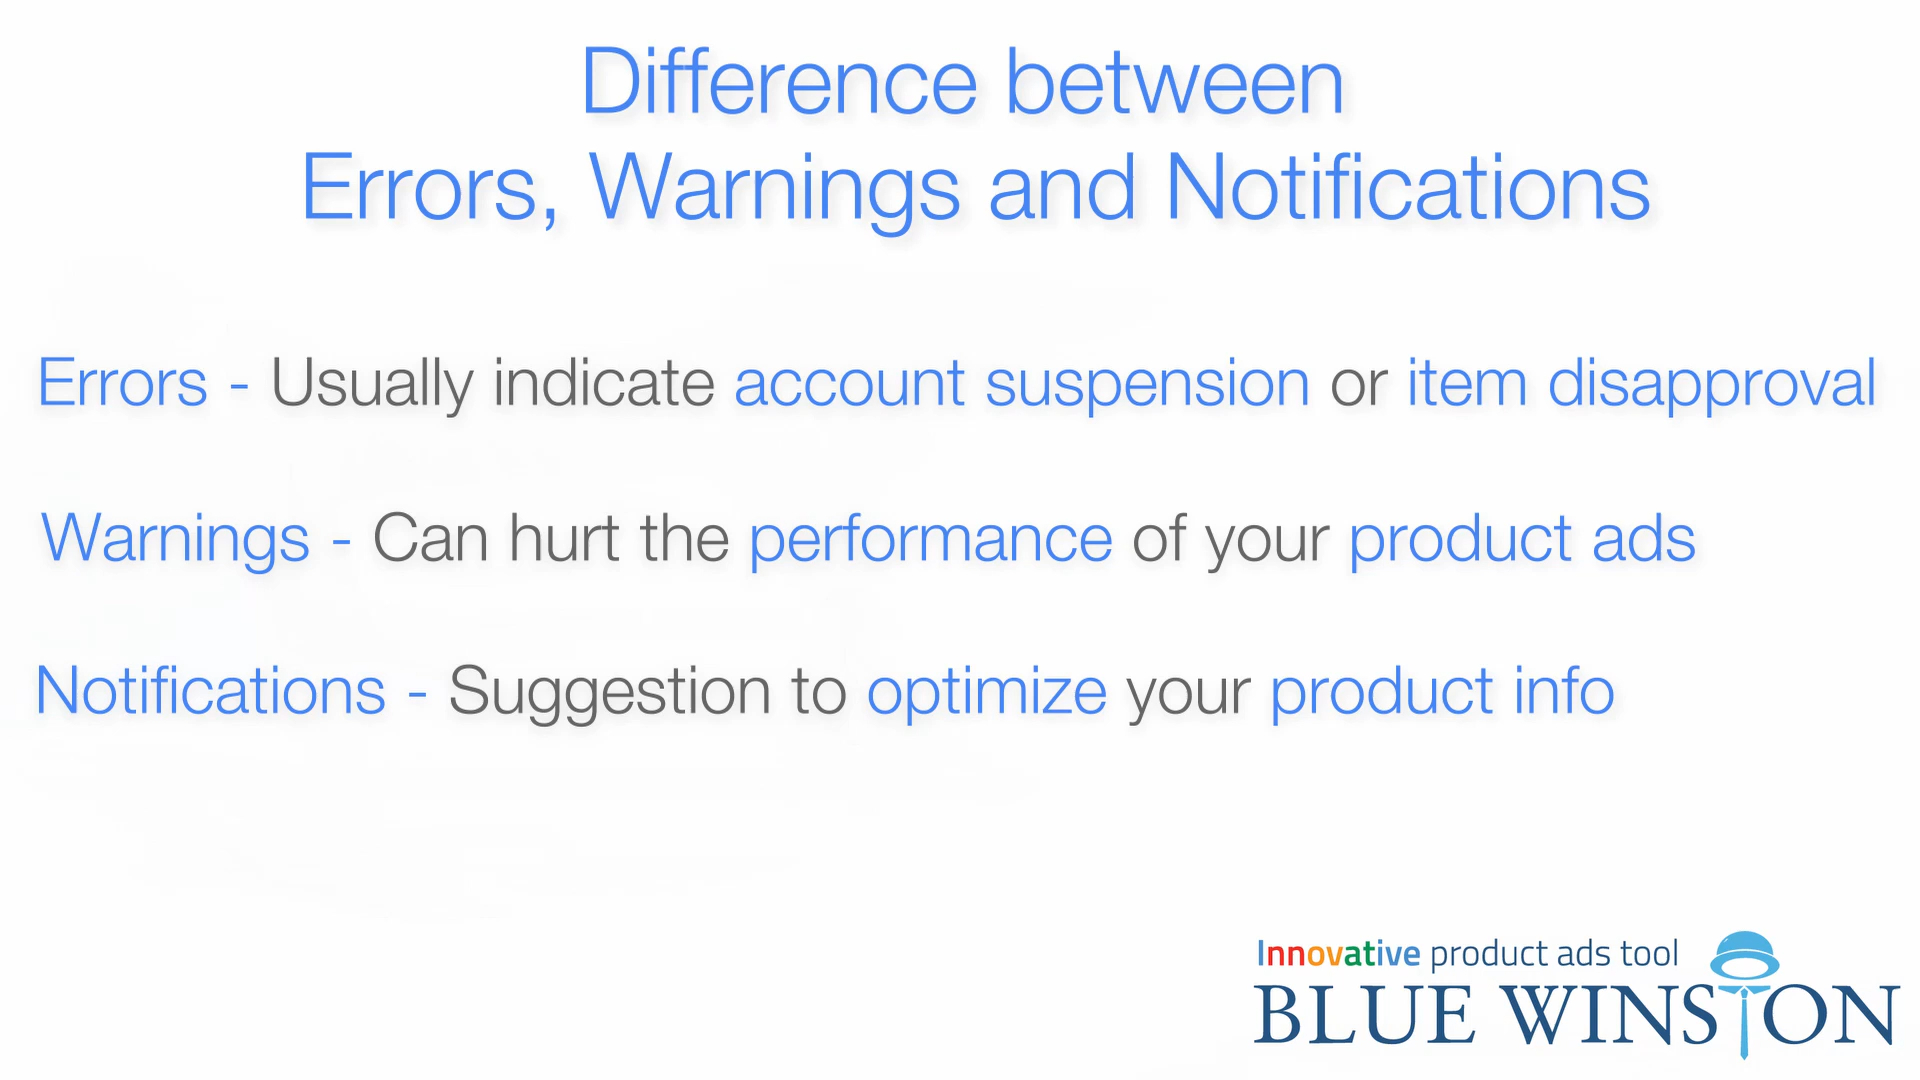 Difference between
Errors, Warnings and Notifications
Errors - Usually indicate account suspension or item disapproval
Warnings - Can hurt the performance of your product ads
Notifications - Suggestion to optimize your product info
Innovative product ads tool
BLUE WINSTON